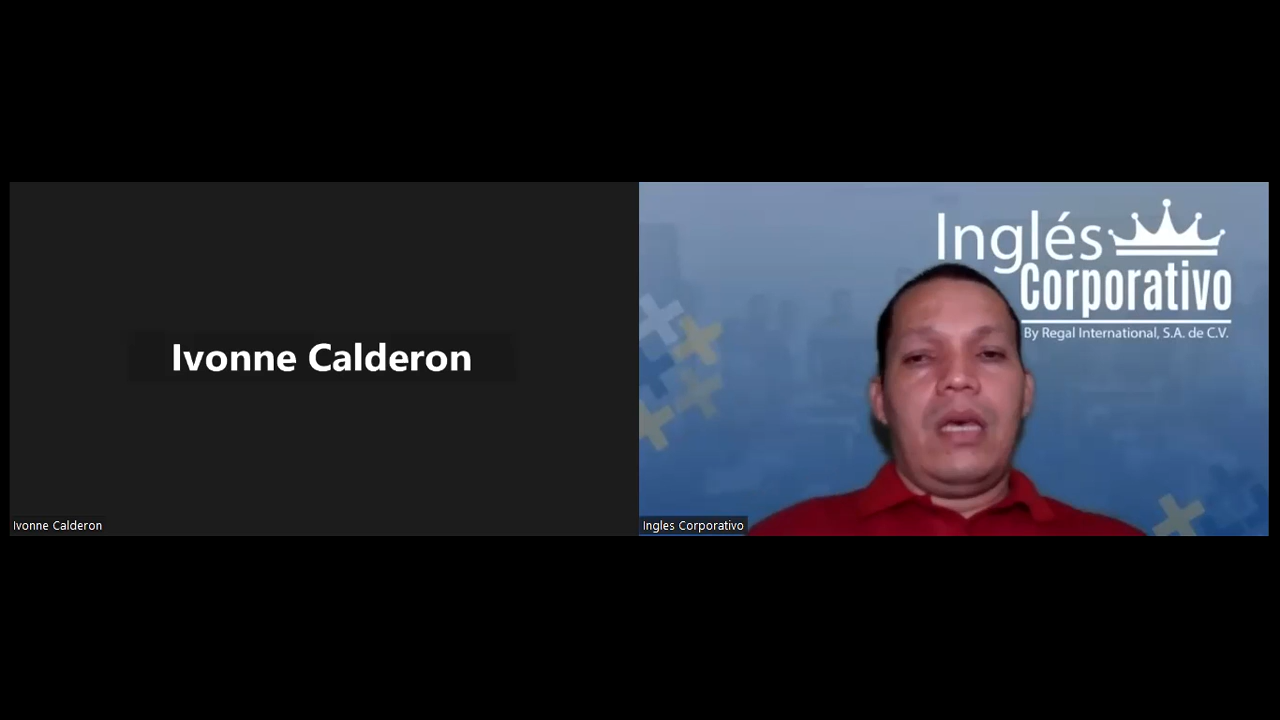 Ivonne Calderon
Ivonne Calderon
Inglés
Corporativo
By Regal International, S.A. de C.V.
Ingles Corporativo